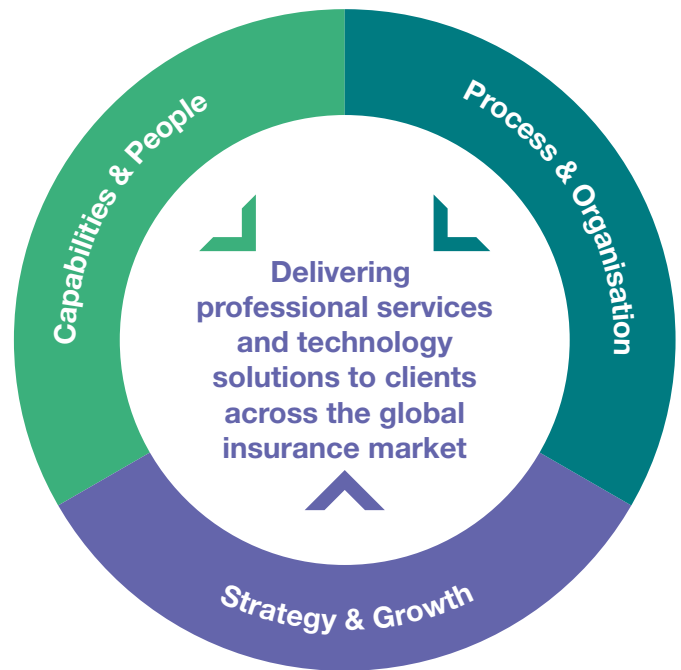 Capabilities & People
Process & Organisation
Delivering
professional services
and technology
solutions to clients
across the global
insurance market
Strategy & Growth